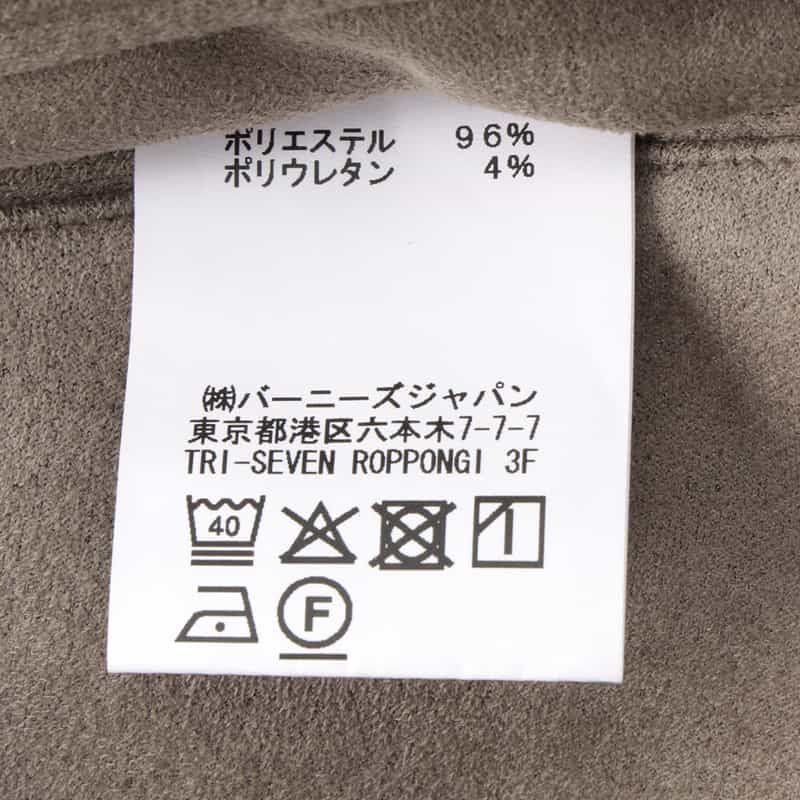 ポリエステル 96%
ポリウレタン 4%
㈱バーニーズジャパン
東京都港区六本木7-7-7
TRI-SEVEN ROPPONGI 3F
40
F